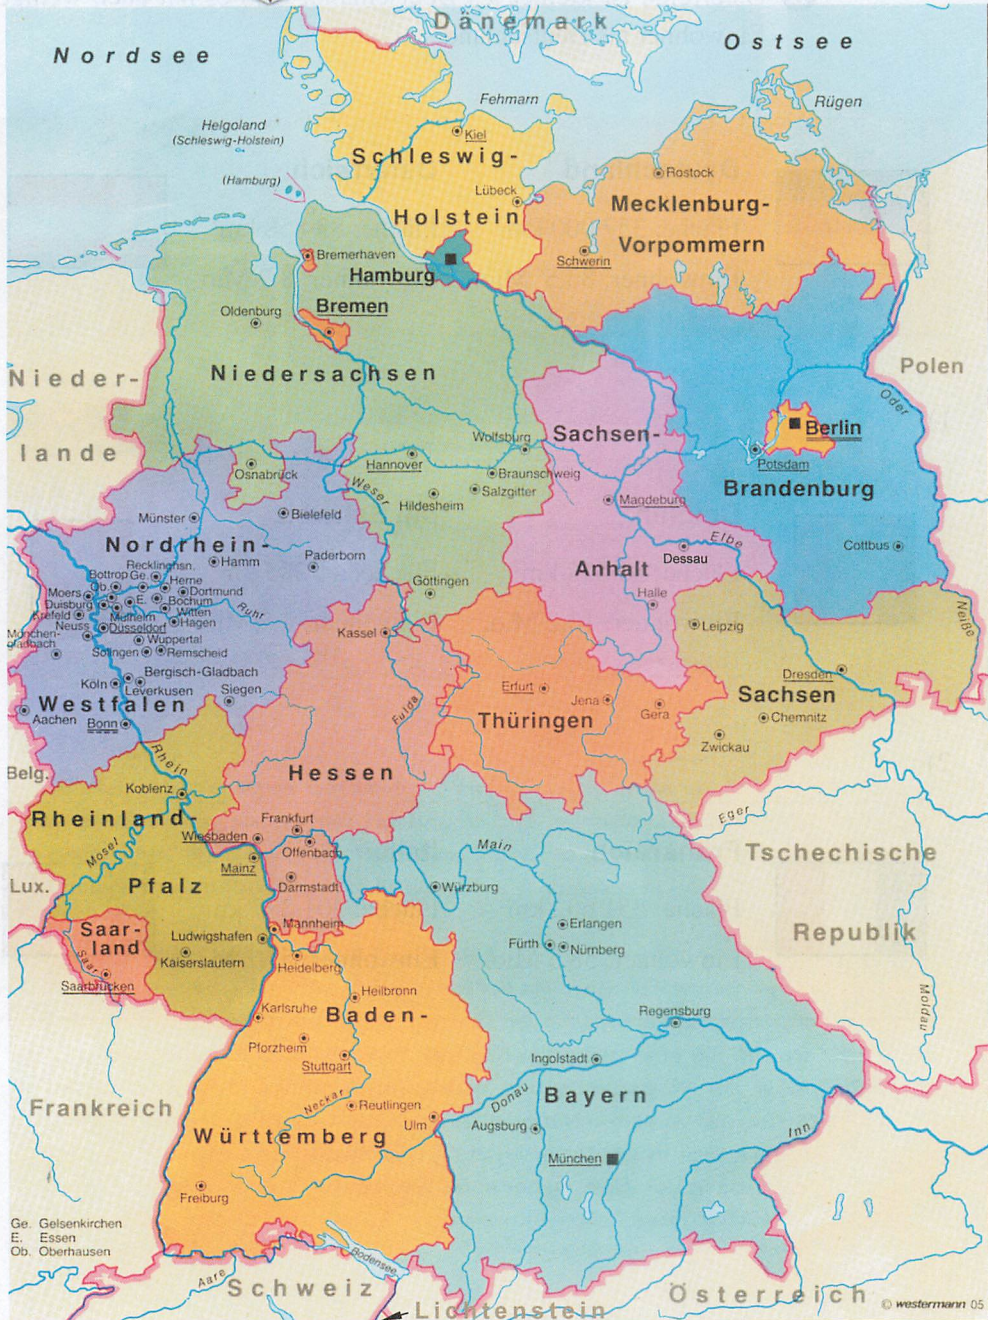 Dänemark
Nordsee
Ostsee
Fehmarn
Rügen
Helgoland
(Schleswig-Holstein)
Kiel
Schleswig-
(Hamburg)
Rostock
Lübeck
Holstein
Mecklenburg-
Vorpommern
Bremerhaven
Schwerin
Hamburg
Bremen
Oldenburg
Nieder-
lande
Niedersachsen
Polen
Oder
Wolfsburg
Sachsen-
Berlin
Hannover
Osnabrück
Braunschweig
Potsdam
Weser
Salzgitter
Hildesheim
Magdeburg
Brandenburg
Münster
Bielefeld
Nordrhein-
Elbe
Cottbus
Paderborn
Hamm
Dessau
Anhalt
Recklinghsn.
Bottrop
Ge.
Herne
Göttingen
Moers
Ob.
Dortmund
Halle
Duisburg
E.
Bochum
Ruhr
Krefeld
Mülheim
Witten
Neuss
Düsseldorf
Hagen
Kassel
Leipzig
Neiße
Mönchen-
gladbach
Wuppertal
Solingen
Remscheid
Bergisch-Gladbach
Köln
Leverkusen
Siegen
Westfalen
Erfurt
Jena
Gera
Dresden
Sachsen
Aachen
Bonn
Fulda
Thüringen
Chemnitz
Zwickau
Rhein
Belg.
Hessen
Koblenz
Rheinland-
Frankfurt
Eger
Wiesbaden
Offenbach
Mosel
Main
Tschechische
Mainz
Lux.
Pfalz
Darmstadt
Würzburg
Saar-
land
Mannheim
Erlangen
Republik
Ludwigshafen
Fürth
Nürnberg
Kaiserslautern
Heidelberg
Saar
Saarbrücken
Heilbronn
Moldau
Karlsruhe
Baden-
Regensburg
Pforzheim
Stuttgart
Ingolstadt
Frankreich
Neckar
Reutlingen
Donau
Bayern
Ulm
Augsburg
Inn
Württemberg
München
Freiburg
Ge. Gelsenkirchen
E. Essen
Ob. Oberhausen
Bodensee
Aare
Schweiz
Österreich
Lichtenstein
© westermann 05